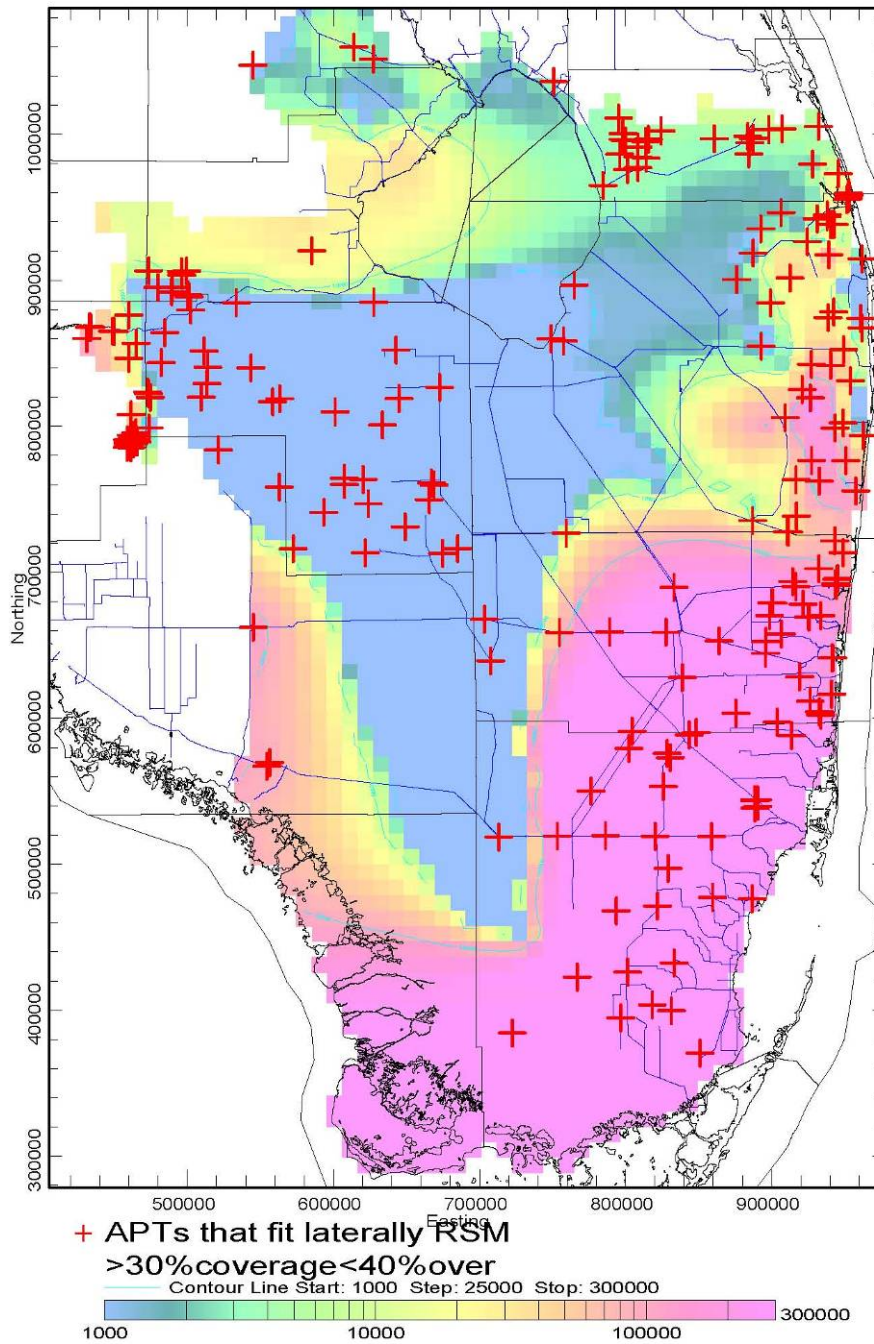 1000000
900000
800000
700000
Northing
600000
500000
400000
300000
500000 600000 700000 800000 900000
Easting
APTs that fit laterally RSM
>30%coverage<40%over
Contour Line Start: 1000 Step: 25000 Stop: 300000
300000
1000 10000 100000